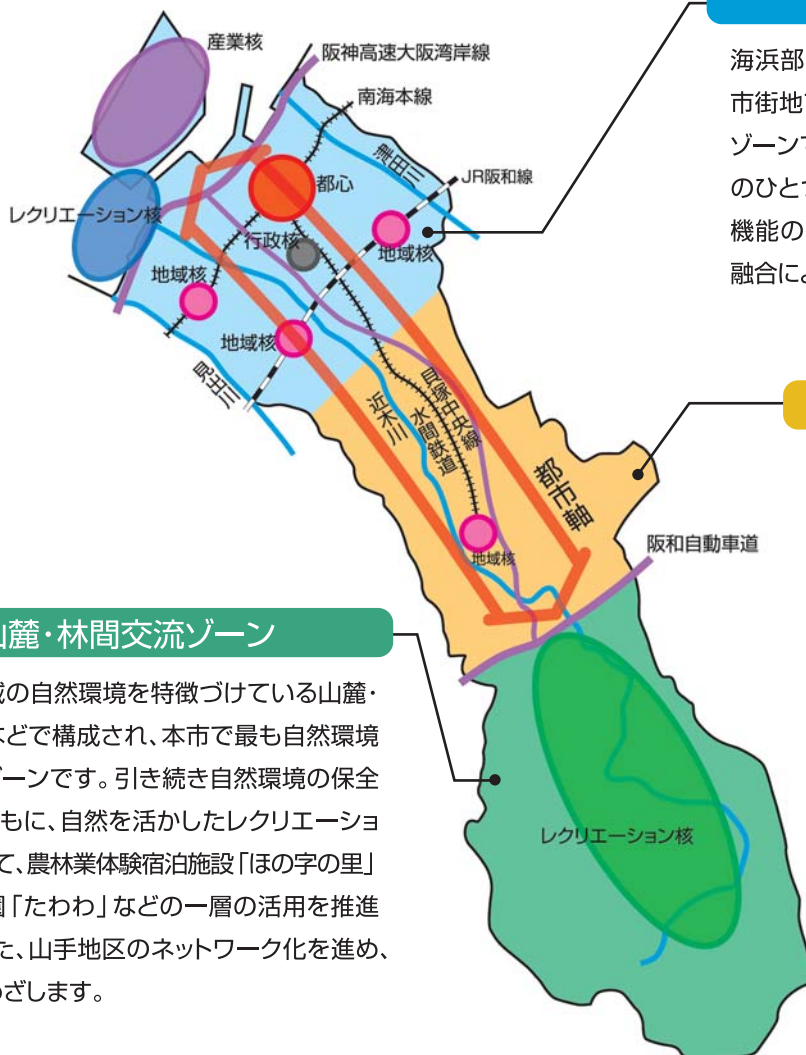 産業核
阪神高速大阪湾岸線
南海本線
津田川
都心
JR阪和線
レクリエーション核
行政核
地域核
地域核
地域核
見出川
近木川
水間鉄道
貝塚中央線
都市軸
地域核
阪和自動車道
レクリエーション核
海浜部
市街地
ゾーンで
のひとつ
機能の
融合によ
山麓・林間交流ゾーン
域の自然環境を特徴づけている山麓・
などで構成され、本市で最も自然環境
ゾーンです。引き続き自然環境の保全
もに、自然を活かしたレクリエーショ
て、農林業体験宿泊施設「ほの字の里」
園「たわわ」などの一層の活用を推進
た、山手地区のネットワーク化を進め、
めざします。